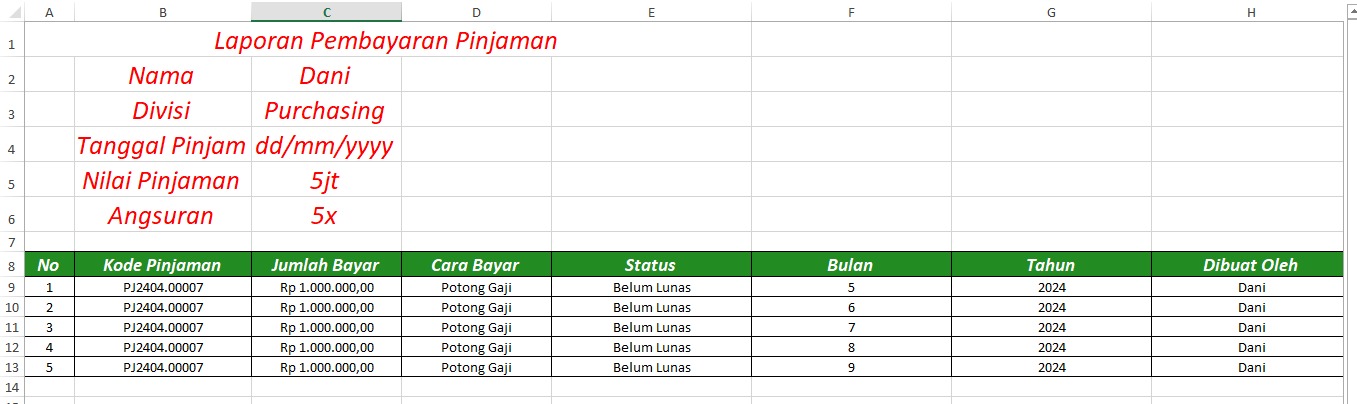 A B C D E F G H
1 Laporan Pembayaran Pinjaman
2 Nama Dani
3 Divisi Purchasing
4 Tanggal Pinjam dd/mm/yyyy
5 Nilai Pinjaman 5jt
6 Angsuran 5x
7
8 No Kode Pinjaman Jumlah Bayar Cara Bayar Status Bulan Tahun Dibuat Oleh
9 1 PJ2404.00007 Rp 1.000.000,00 Potong Gaji Belum Lunas 5 2024 Dani
10 2 PJ2404.00007 Rp 1.000.000,00 Potong Gaji Belum Lunas 6 2024 Dani
11 3 PJ2404.00007 Rp 1.000.000,00 Potong Gaji Belum Lunas 7 2024 Dani
12 4 PJ2404.00007 Rp 1.000.000,00 Potong Gaji Belum Lunas 8 2024 Dani
13 5 PJ2404.00007 Rp 1.000.000,00 Potong Gaji Belum Lunas 9 2024 Dani
14